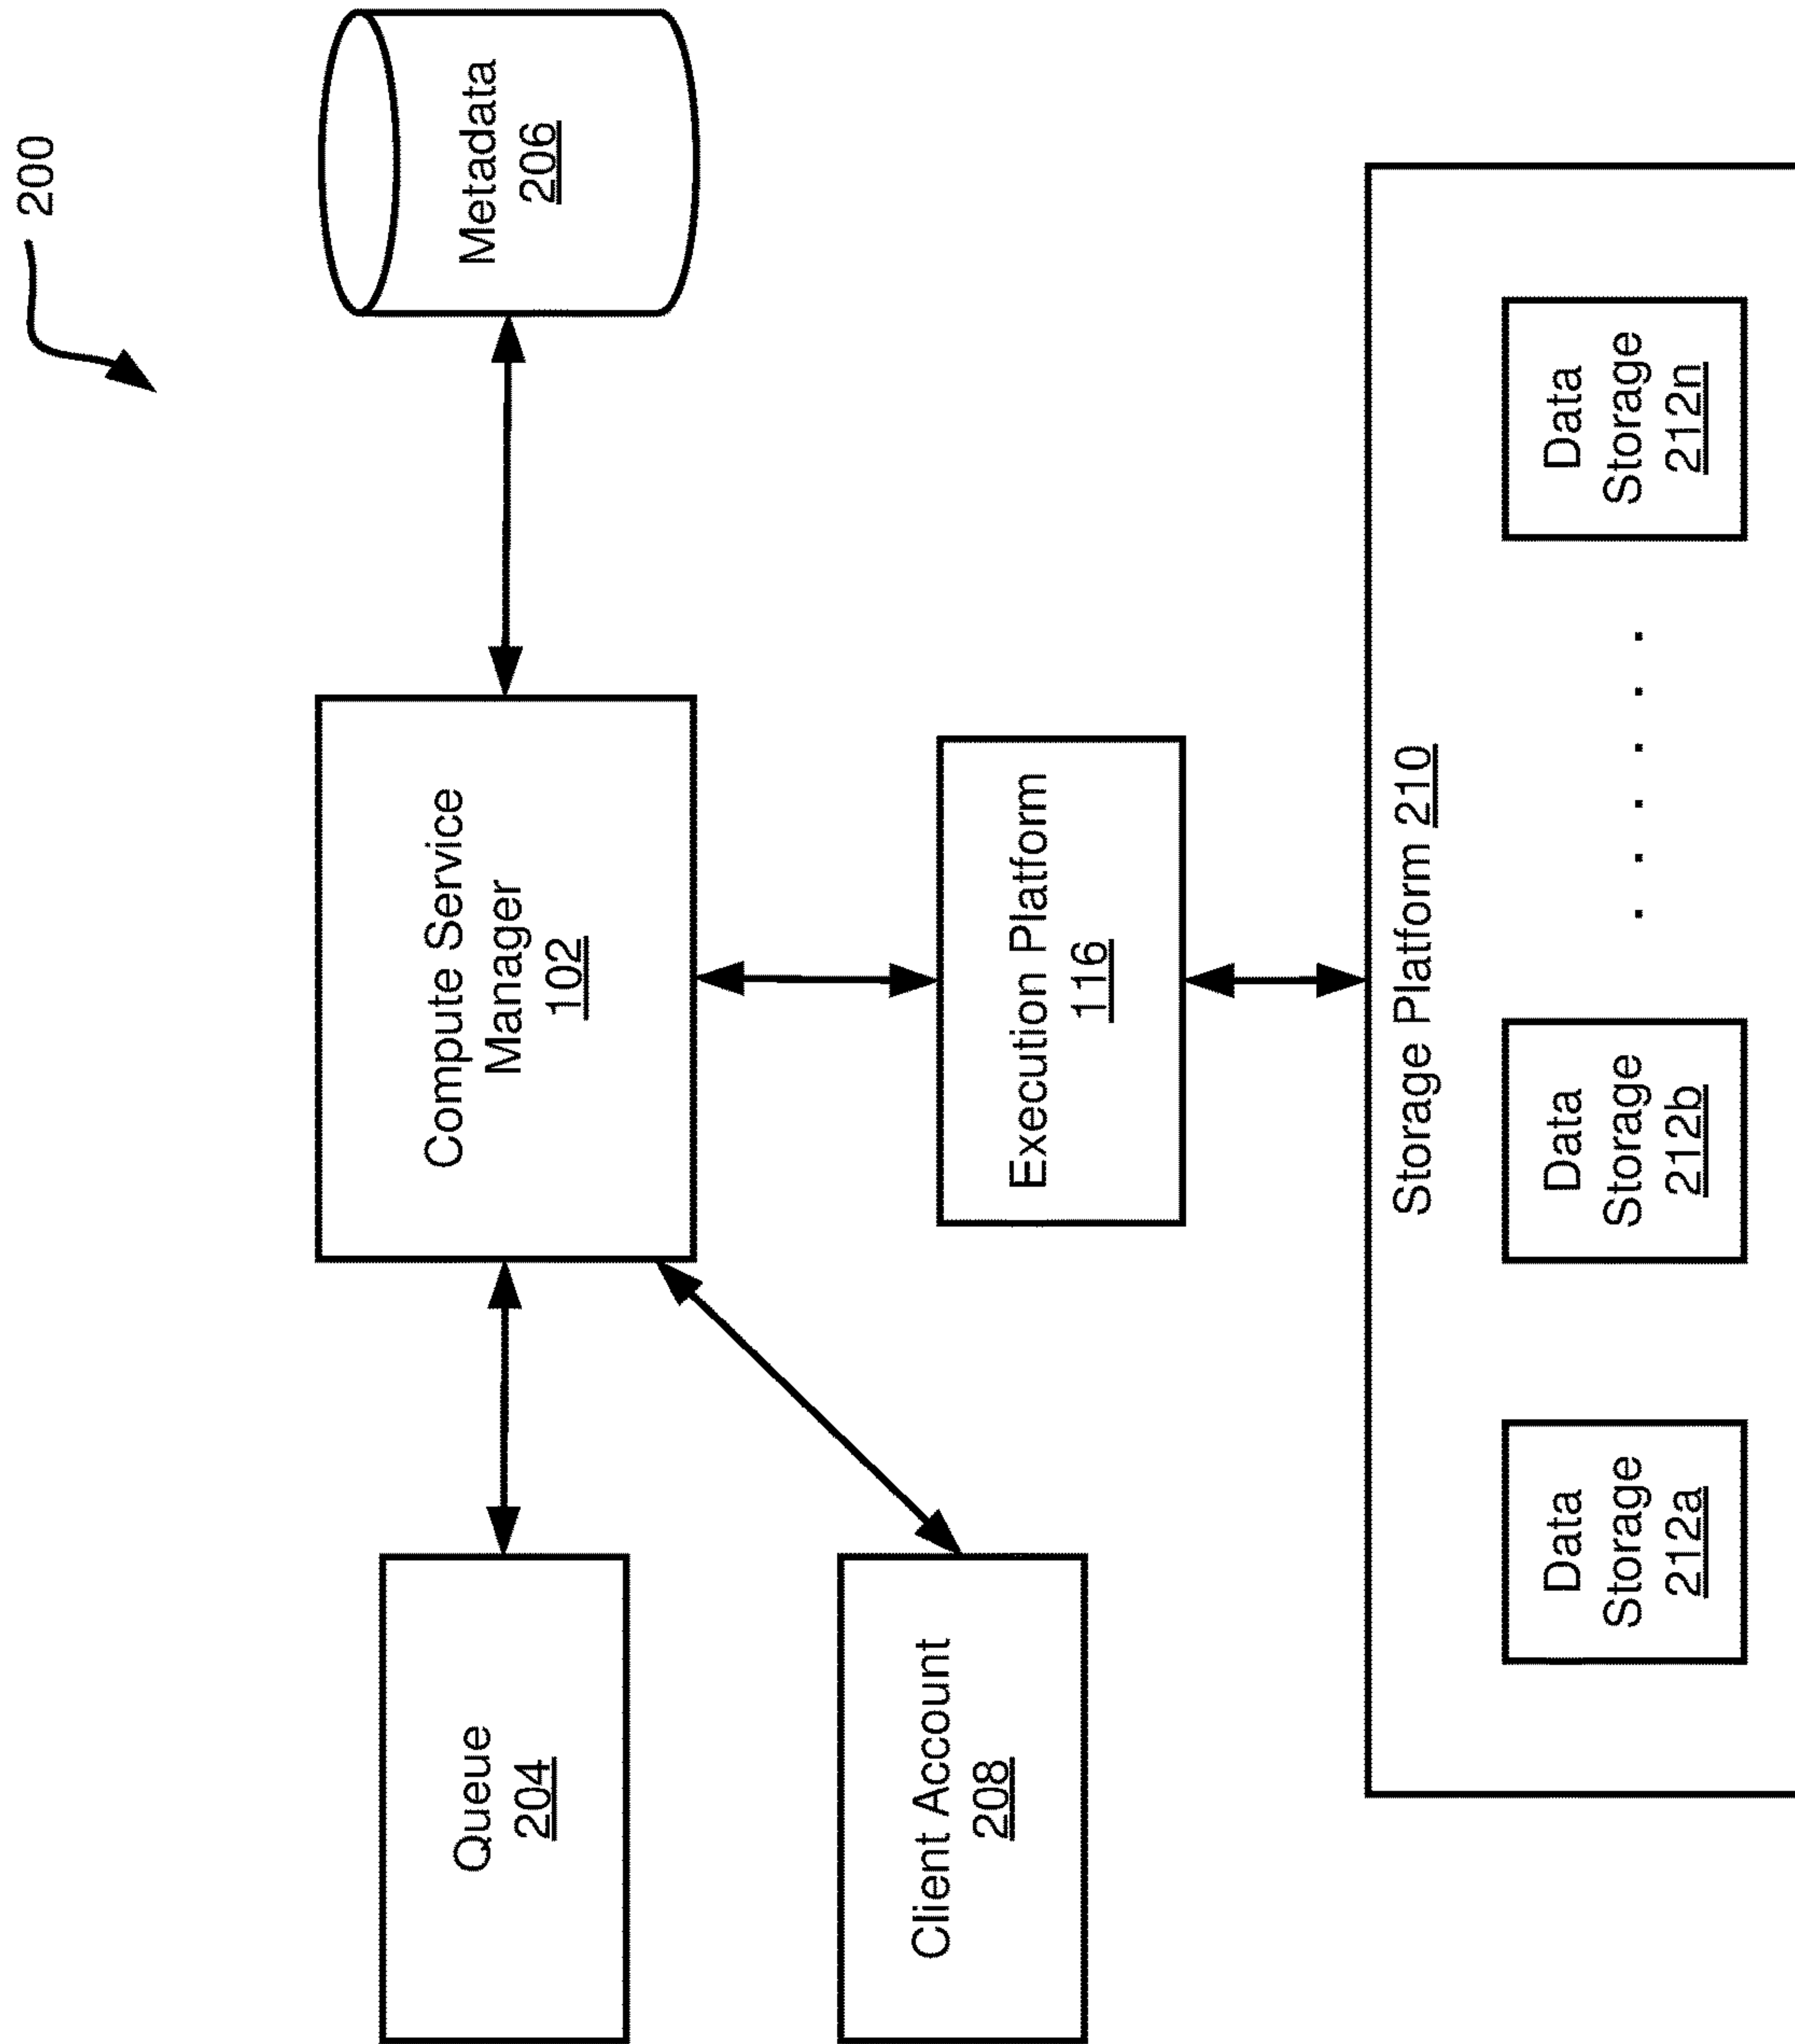 200
Queue
204
Compute Service
Manager
102
Metadata
206
Client Account
208
Execution Platform
116
Storage Platform 210
Data
Storage
212a
Data
Storage
212b
. . . . . .
Data
Storage
212n